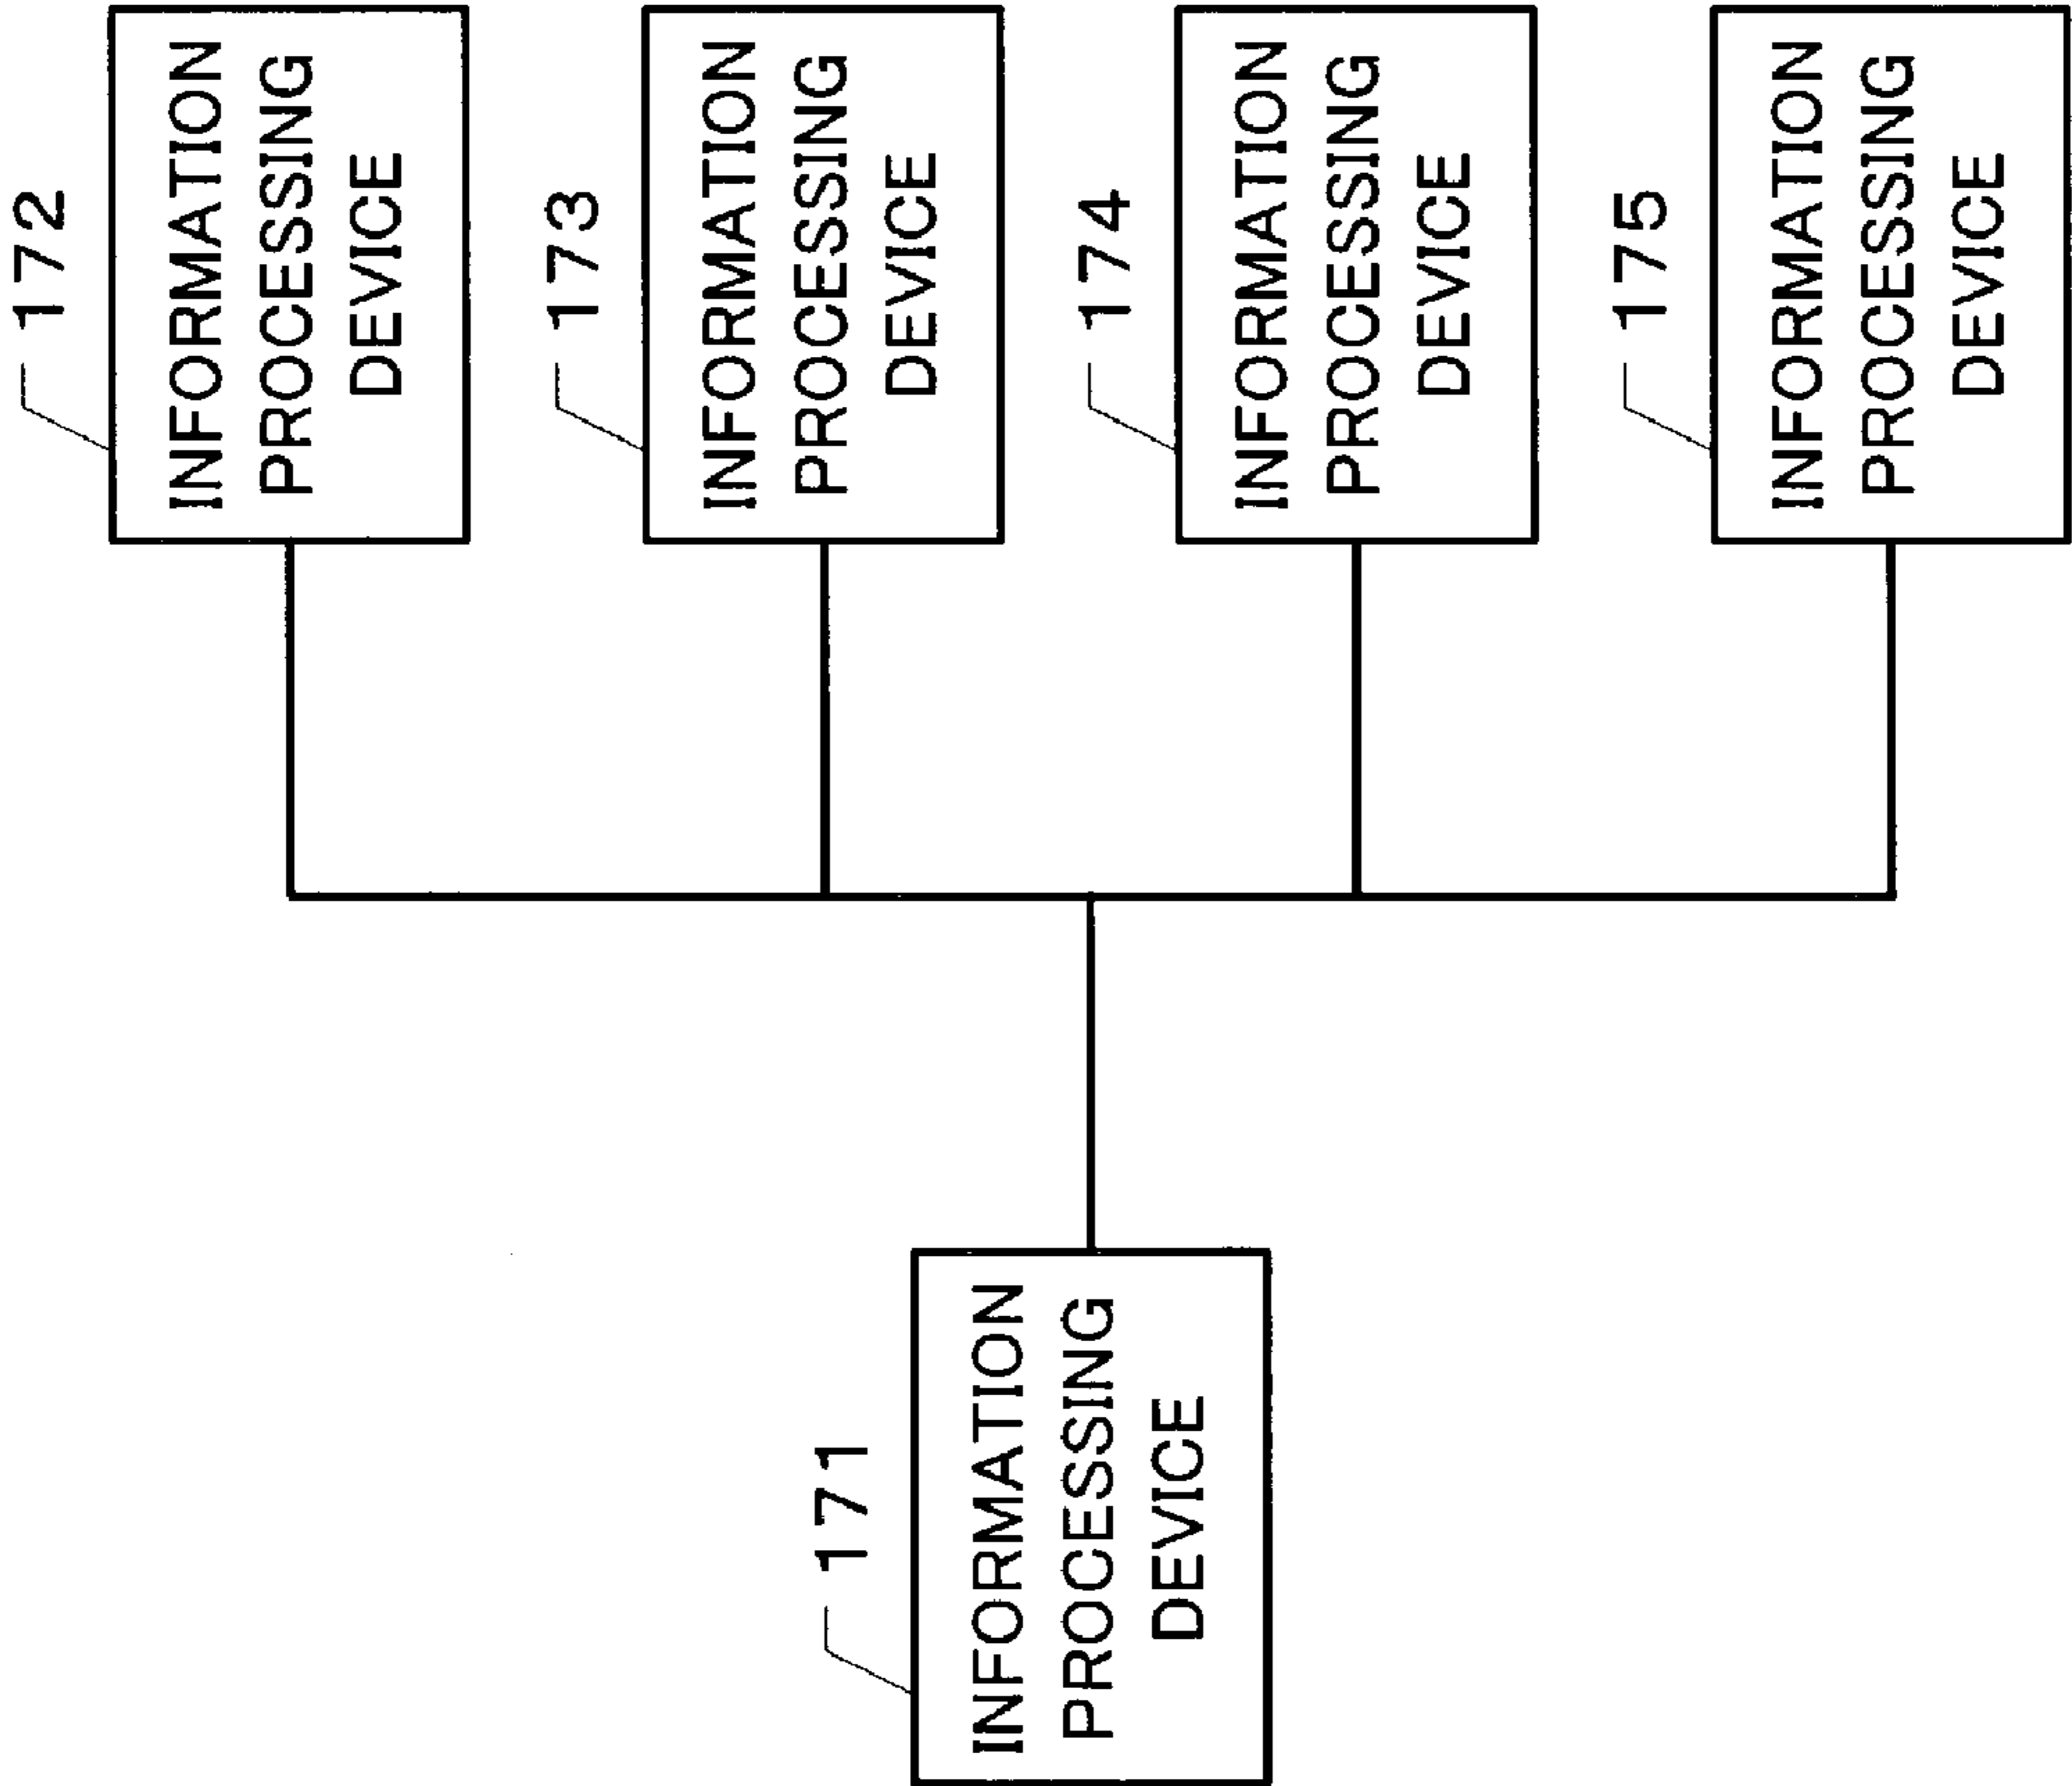 171
INFORMATION
PROCESSING
DEVICE
172
INFORMATION
PROCESSING
DEVICE
173
INFORMATION
PROCESSING
DEVICE
174
INFORMATION
PROCESSING
DEVICE
175
INFORMATION
PROCESSING
DEVICE